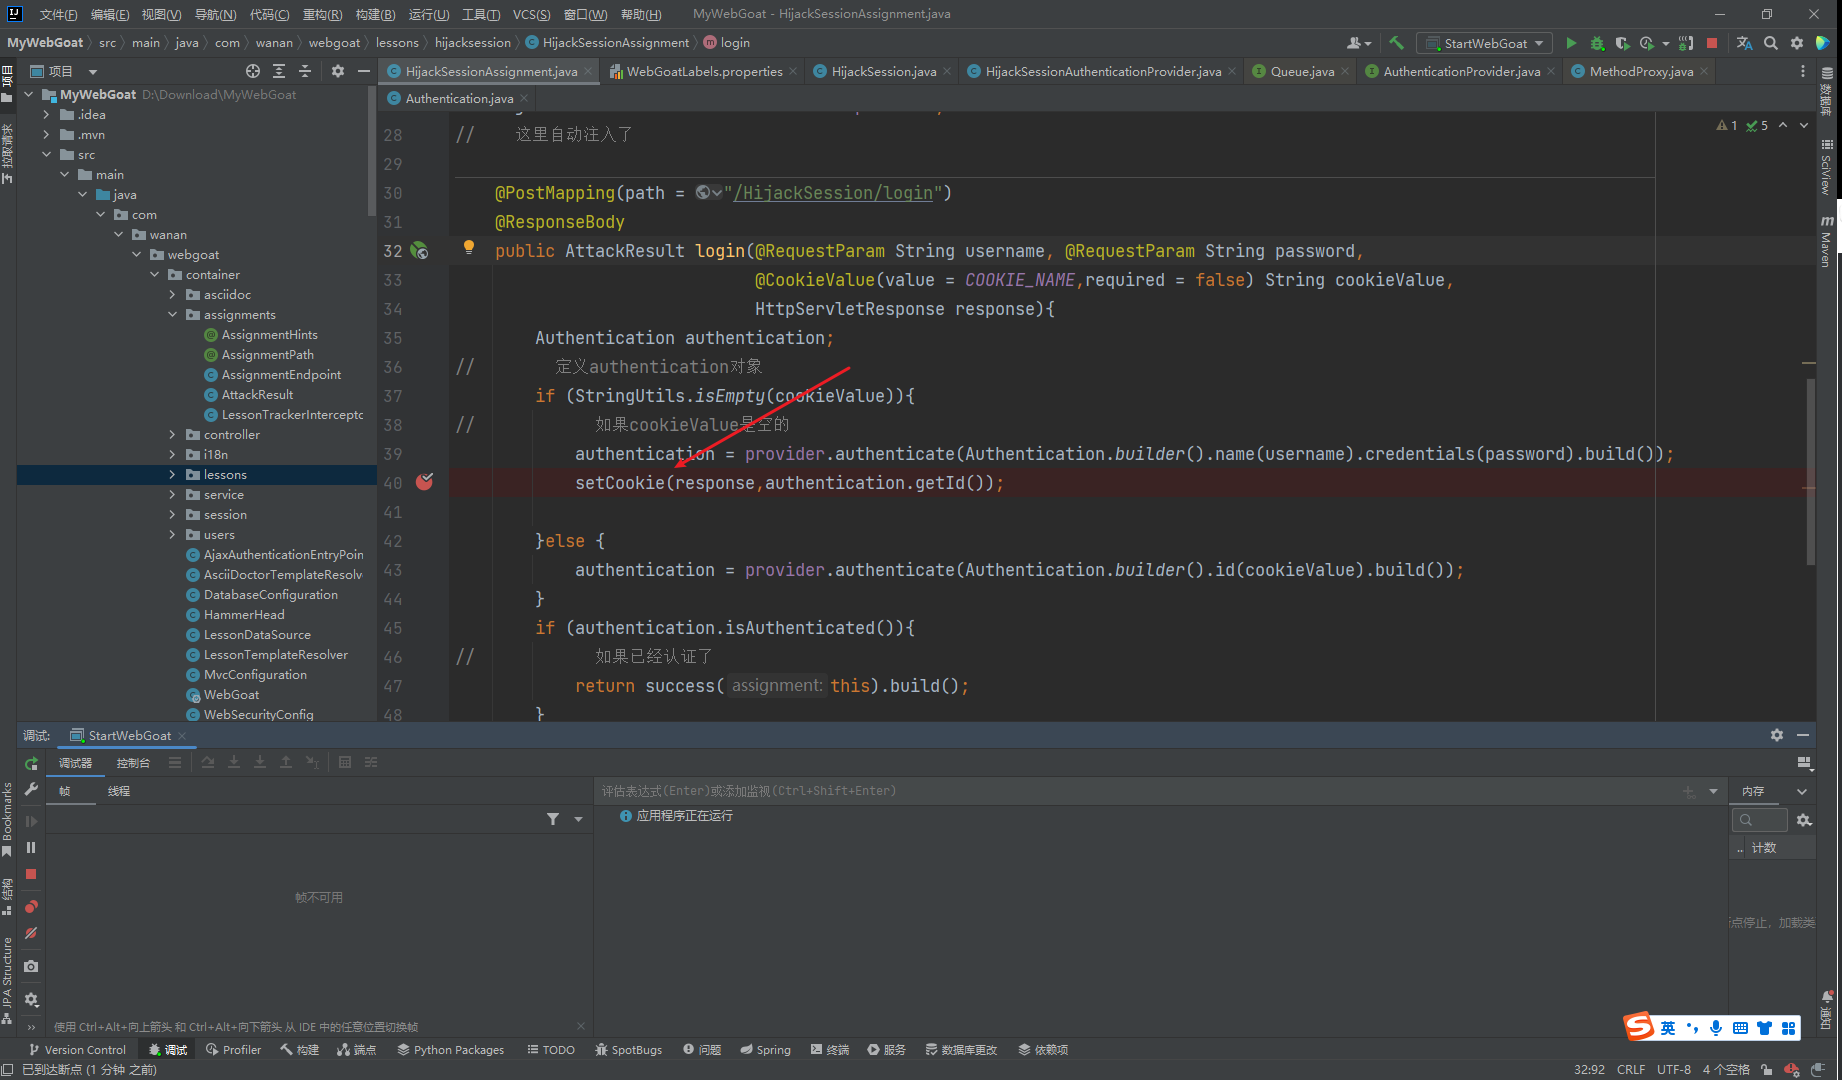 文件(F) 编辑(E) 视图(V) 导航(N) 代码(C) 重构(R) 构建(B) 运行(U) 工具(T) VCS(S) 窗口(W) 帮助(H) MyWebGoat - HijackSessionAssignment.java
MyWebGoat src main java com wanan webgoat lessons hijacksession HijackSessionAssignment login StartWebGoat
项目
HijackSessionAssignment.java WebGoatLabels.properties HijackSession.java HijackSessionAuthenticationProvider.java Queue.java AuthenticationProvider.java MethodProxy.java
Authentication.java
MyWebGoat D:\Download\MyWebGoat
.idea
.mvn
src
main
java
com
wanan
webgoat
container
asciidoc
assignments
AssignmentHints
AssignmentPath
AssignmentEndpoint
AttackResult
LessonTrackerIntercepto
controller
i18n
lessons
service
session
users
AjaxAuthenticationEntryPoin
AsciiDoctorTemplateResolv
DatabaseConfiguration
HammerHead
LessonDataSource
LessonTemplateResolver
MvcConfiguration
WebGoat
WebSecurityConfig
1 5
28 // 这里自动注入了
29
30 @PostMapping(path = "/HijackSession/login")
31 @ResponseBody
32 public AttackResult login(@RequestParam String username, @RequestParam String password,
33 @CookieValue(value = COOKIE_NAME,required = false) String cookieValue,
34 HttpServletResponse response){
35 Authentication authentication;
36 // 定义authentication对象
37 if (StringUtils.isEmpty(cookieValue)){
38 // 如果cookieValue是空的
39 authentication = provider.authenticate(Authentication.builder().name(username).credentials(password).build());
40 setCookie(response,authentication.getId());
41
42 }else {
43 authentication = provider.authenticate(Authentication.builder().id(cookieValue).build());
44 }
45 if (authentication.isAuthenticated()){
46 // 如果已经认证了
47 return success( assignment: this).build();
48 }
项目
拉取请求
Bookmarks
结构
JPA Structure
数据库
SciView
Maven
通知
调试: StartWebGoat
调试器 控制台
帧 线程
评估表达式(Enter)或添加监视(Ctrl+Shift+Enter)
内存
应用程序正在运行
.. 计数
帧不可用
点停止，加载类
使用 Ctrl+Alt+向上箭头 和 Ctrl+Alt+向下箭头 从 IDE 中的任意位置切换帧
英
Version Control 调试 Profiler 构建 端点 Python Packages TODO SpotBugs 问题 Spring 终端 服务 数据库更改 依赖项
已到达断点 (1 分钟 之前) 32:92 CRLF UTF-8 4 个空格